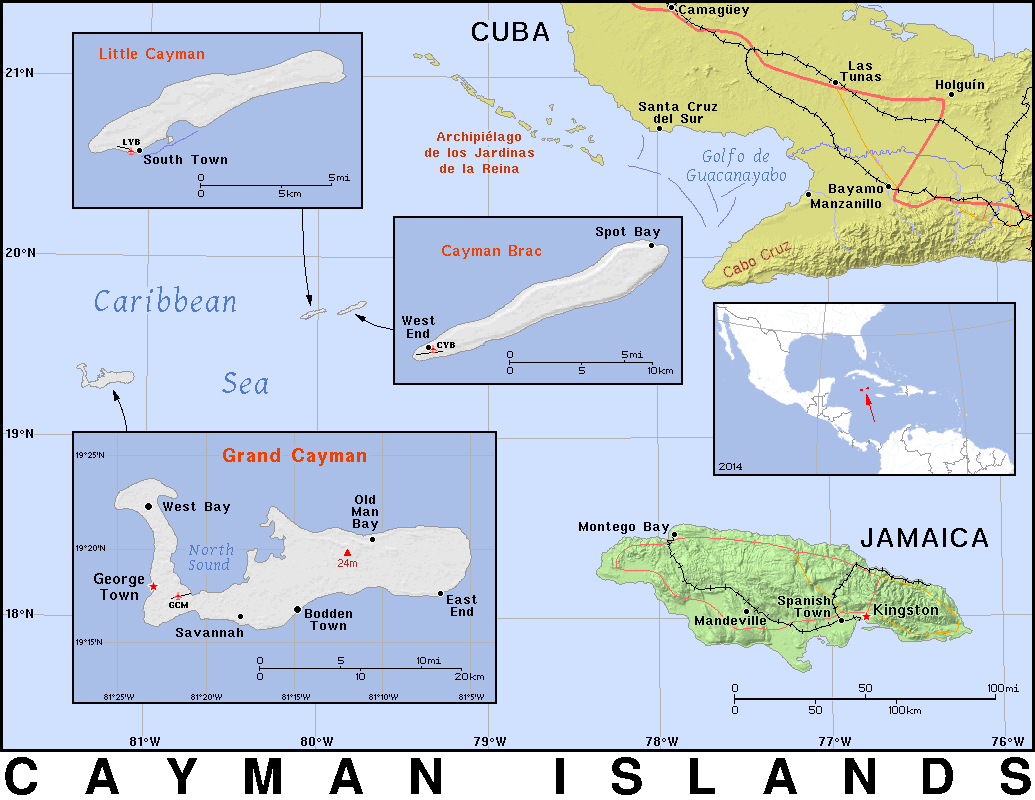 CUBA
Camagüey
Las
Tunas
Holguín
Santa Cruz
del Sur
Golfo de
Guacanayabo
Bayamo
Manzanillo
Cabo Cruz
Archipiélago
de los Jardinas
de la Reina
21°N
20°N
19°N
18°N
Little Cayman
LYB
South Town
0
5mi
0
5km
Cayman Brac
Spot Bay
West
End
CYB
0
5mi
0
5
10km
Caribbean
Sea
2014
Grand Cayman
19°25'N
19°20'N
19°15'N
West Bay
Old
Man
Bay
North
Sound
24m
George
Town
GCM
Savannah
Bodden
Town
East
End
0
5
10mi
0
10
20km
81°25'W
81°20'W
81°15'W
81°10'W
81°5'W
JAMAICA
Montego Bay
Spanish
Town
Kingston
Mandeville
0
50
100mi
0
50
100km
81°W
80°W
79°W
78°W
77°W
76°W
CAYMAN ISLANDS